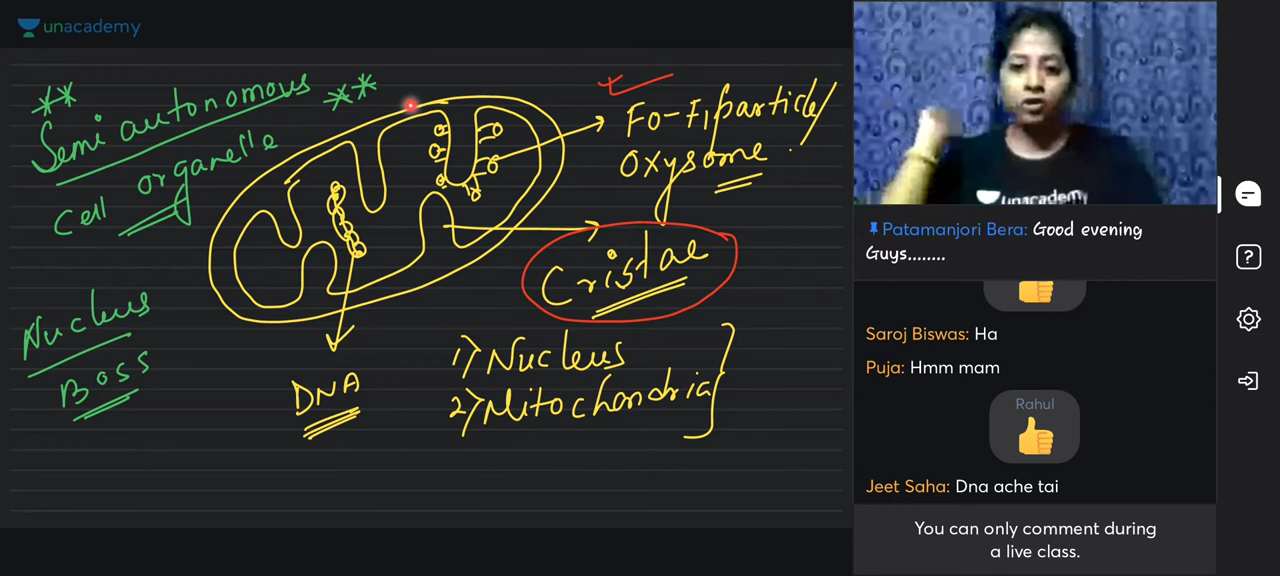 unacademy
** Semi autonomous **
Cell organelle
Fo-F1 particle/
Oxysome.
Cristae
Nucleus
Boss
DNA
1) Nucleus
2) Mitochondria
unacademy
Patamanjori Bera: Good evening
Guys........
Saroj Biswas: Ha
Puja: Hmm mam
Rahul
Jeet Saha: Dna ache tai
You can only comment during
a live class.